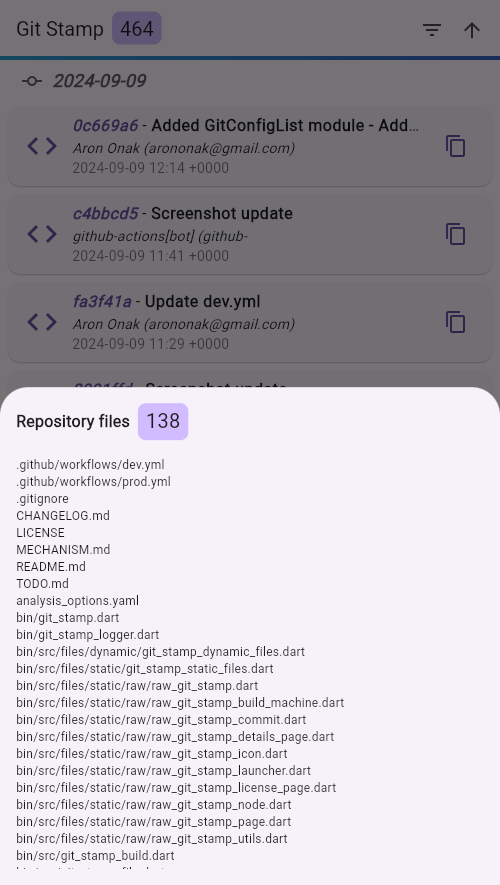 Git Stamp 464
2024-09-09
0c669a6 - Added GitConfigList module - Add...
Aron Onak (arononak@gmail.com)
2024-09-09 12:14 +0000
c4bbcd5 - Screenshot update
github-actions[bot] (github-
2024-09-09 11:41 +0000
fa3f41a - Update dev.yml
Aron Onak (arononak@gmail.com)
2024-09-09 11:29 +0000
Screenshot update
Repository files 138
.github/workflows/dev.yml
.github/workflows/prod.yml
.gitignore
CHANGELOG.md
LICENSE
MECHANISM.md
README.md
TODO.md
analysis_options.yaml
bin/git_stamp.dart
bin/git_stamp_logger.dart
bin/src/files/dynamic/git_stamp_dynamic_files.dart
bin/src/files/static/git_stamp_static_files.dart
bin/src/files/static/raw/raw_git_stamp.dart
bin/src/files/static/raw/raw_git_stamp_build_machine.dart
bin/src/files/static/raw/raw_git_stamp_commit.dart
bin/src/files/static/raw/raw_git_stamp_details_page.dart
bin/src/files/static/raw/raw_git_stamp_icon.dart
bin/src/files/static/raw/raw_git_stamp_launcher.dart
bin/src/files/static/raw/raw_git_stamp_license_page.dart
bin/src/files/static/raw/raw_git_stamp_node.dart
bin/src/files/static/raw/raw_git_stamp_page.dart
bin/src/files/static/raw/raw_git_stamp_utils.dart
bin/src/git_stamp_build.dart